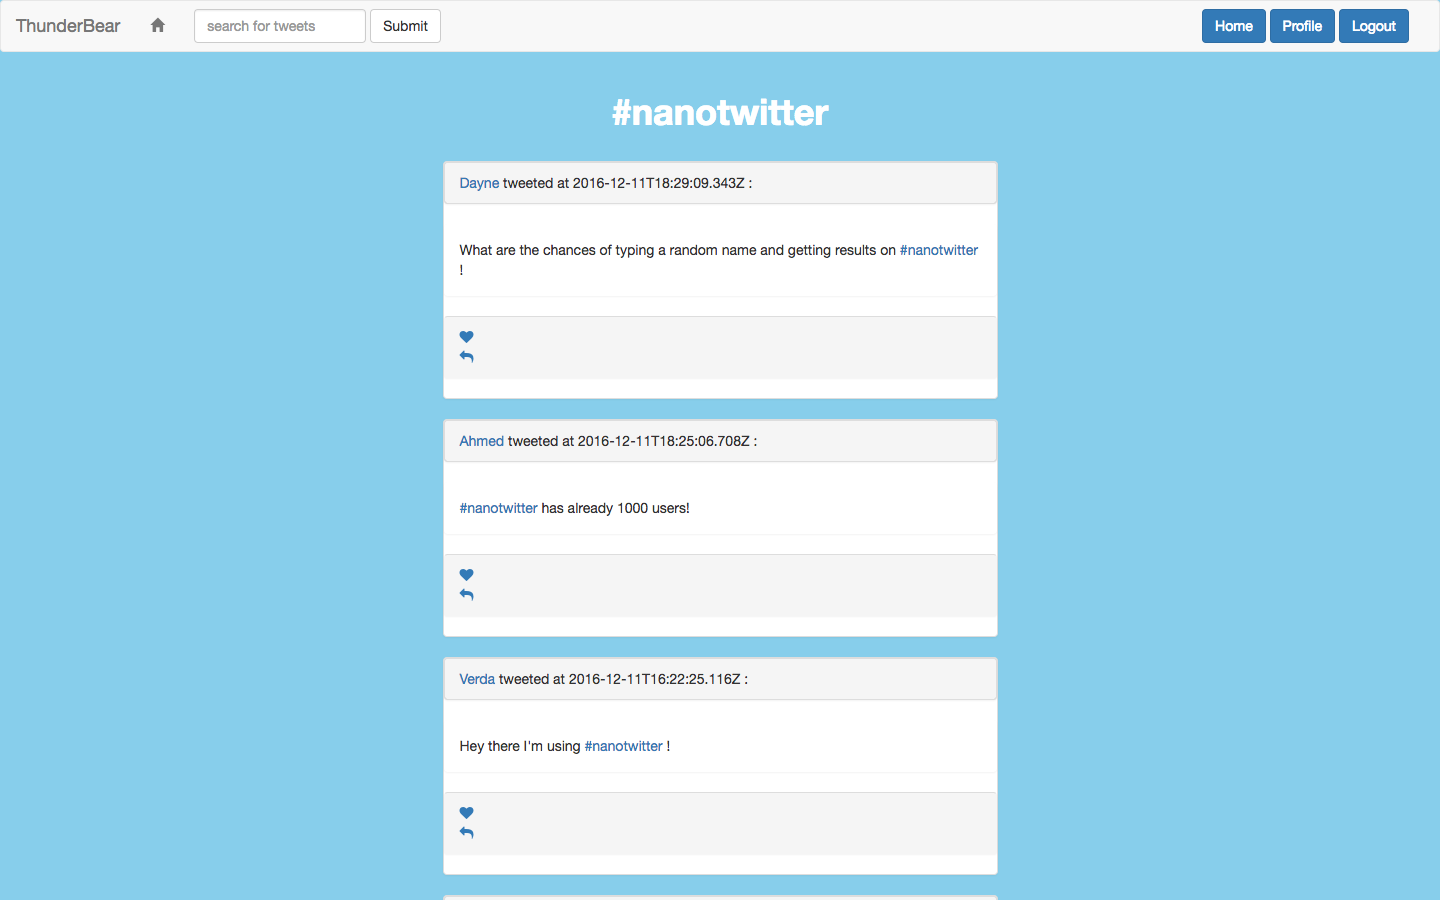 ThunderBear search for tweets Submit Home Profile Logout
#nanotwitter
Dayne tweeted at 2016-12-11T18:29:09.343Z :
What are the chances of typing a random name and getting results on #nanotwitter
!
Ahmed tweeted at 2016-12-11T18:25:06.708Z :
#nanotwitter has already 1000 users!
Verda tweeted at 2016-12-11T16:22:25.116Z :
Hey there I'm using #nanotwitter !